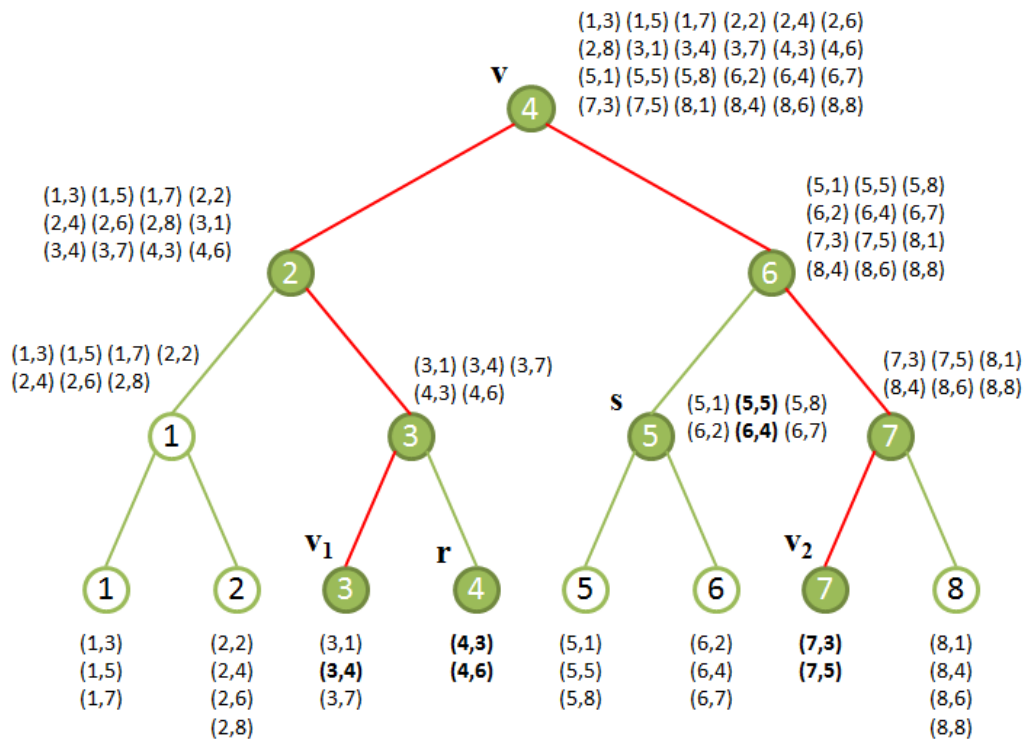 (1,3) (1,5) (1,7) (2,2) (2,4) (2,6)
(2,8) (3,1) (3,4) (3,7) (4,3) (4,6)
(5,1) (5,5) (5,8) (6,2) (6,4) (6,7)
(7,3) (7,5) (8,1) (8,4) (8,6) (8,8)
v
4
(1,3) (1,5) (1,7) (2,2)
(2,4) (2,6) (2,8) (3,1)
(3,4) (3,7) (4,3) (4,6)
2
(5,1) (5,5) (5,8)
(6,2) (6,4) (6,7)
(7,3) (7,5) (8,1)
(8,4) (8,6) (8,8)
6
(1,3) (1,5) (1,7) (2,2)
(2,4) (2,6) (2,8)
1
(3,1) (3,4) (3,7)
(4,3) (4,6)
3
s
5
(5,1) (5,5) (5,8)
(6,2) (6,4) (6,7)
(7,3) (7,5) (8,1)
(8,4) (8,6) (8,8)
7
1
(1,3)
(1,5)
(1,7)
2
(2,2)
(2,4)
(2,6)
(2,8)
v1
3
(3,1)
(3,4)
(3,7)
r
4
(4,3)
(4,6)
5
(5,1)
(5,5)
(5,8)
6
(6,2)
(6,4)
(6,7)
v2
7
(7,3)
(7,5)
8
(8,1)
(8,4)
(8,6)
(8,8)